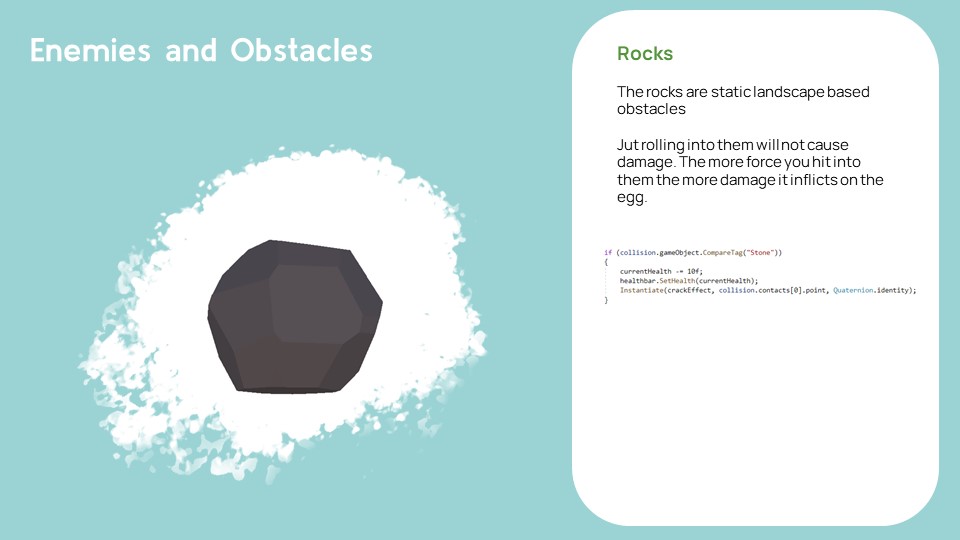 Enemies and Obstacles
Rocks
The rocks are static landscape based
obstacles
Jut rolling into them will not cause
damage. The more force you hit into
them the more damage it inflicts on the
egg.
if (collision.gameObject.CompareTag("Stone"))
{
currentHealth -= 10f;
healthbar.SetHealth(currentHealth);
Instantiate(crackEffect, collision.contacts[0].point, Quaternion.identity);
}